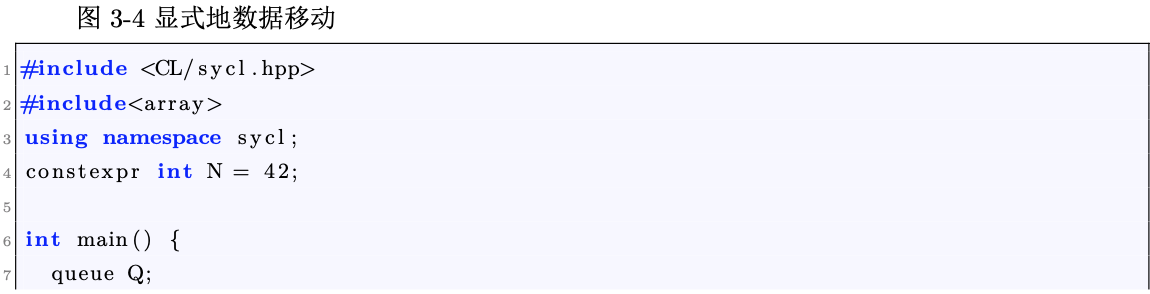 图 3-4 显式地数据移动
1 #include <CL/sycl.hpp>
2 #include<array>
3 using namespace sycl;
4 constexpr int N = 42;
5
6 int main() {
7 queue Q;